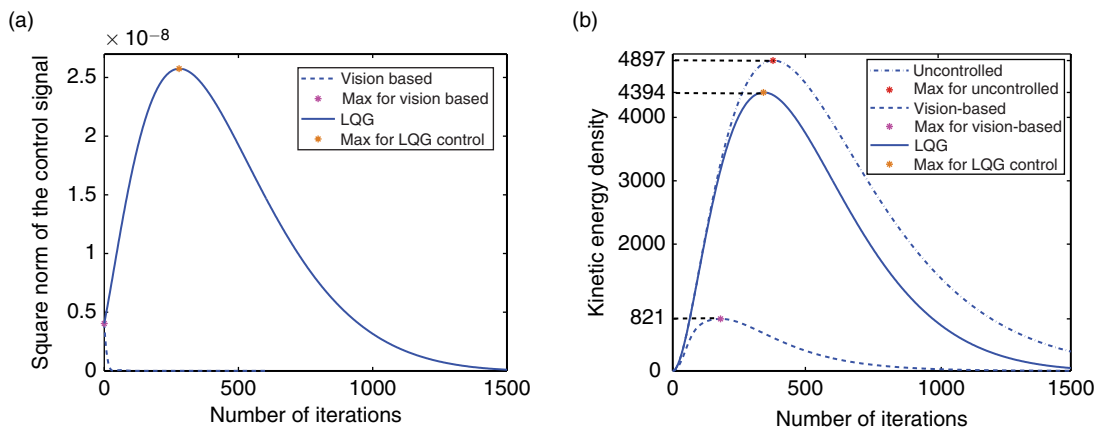 (a)
× 10−8
Square norm of the control signal
2.5
2
1.5
1
0.5
0
0
500
1000
1500
Number of iterations
Vision based
Max for vision based
LQG
Max for LQG control
(b)
Kinetic energy density
4897
4394
4000
3000
2000
821
0
0
500
1000
1500
Number of iterations
Uncontrolled
Max for uncontrolled
Vision-based
Max for vision-based
LQG
Max for LQG control